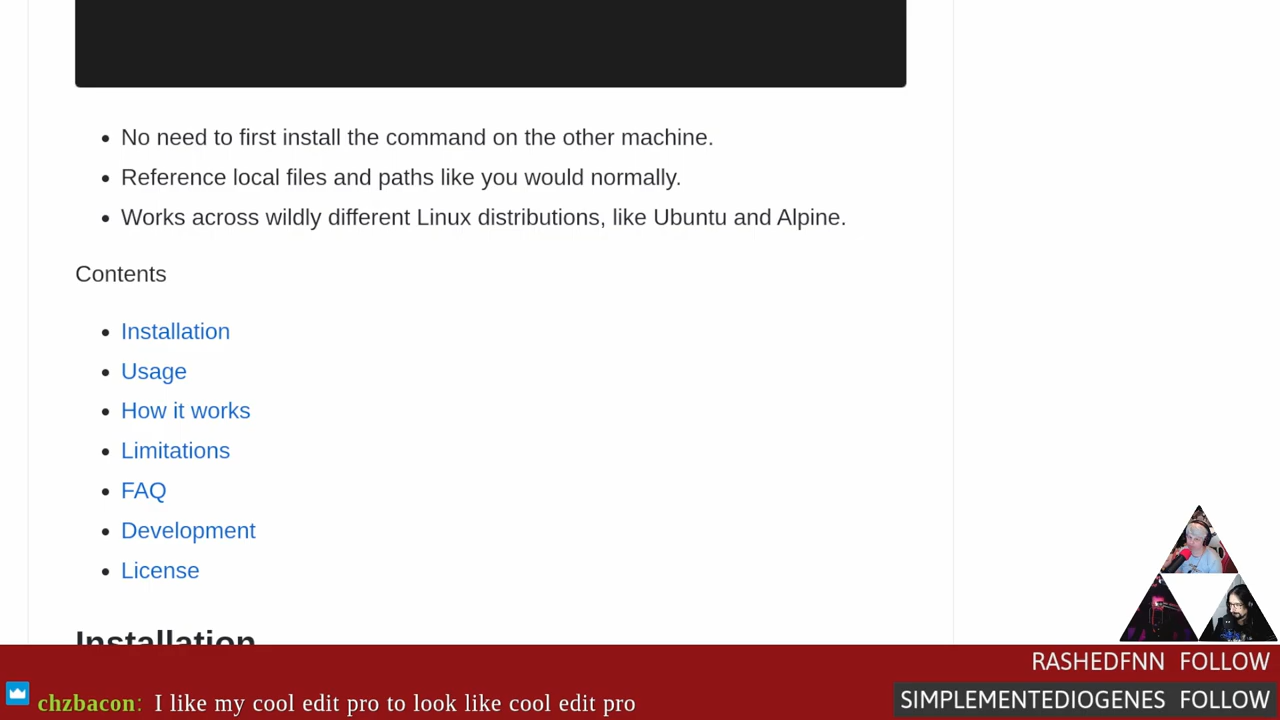 No need to first install the command on the other machine.
Reference local files and paths like you would normally.
Works across wildly different Linux distributions, like Ubuntu and Alpine.
Contents
Installation
Usage
How it works
Limitations
FAQ
Development
License
Installation
RASHEDFNN FOLLOW
chzbacon: I like my cool edit pro to look like cool edit pro
SIMPLEMENTEDIOGENES FOLLOW